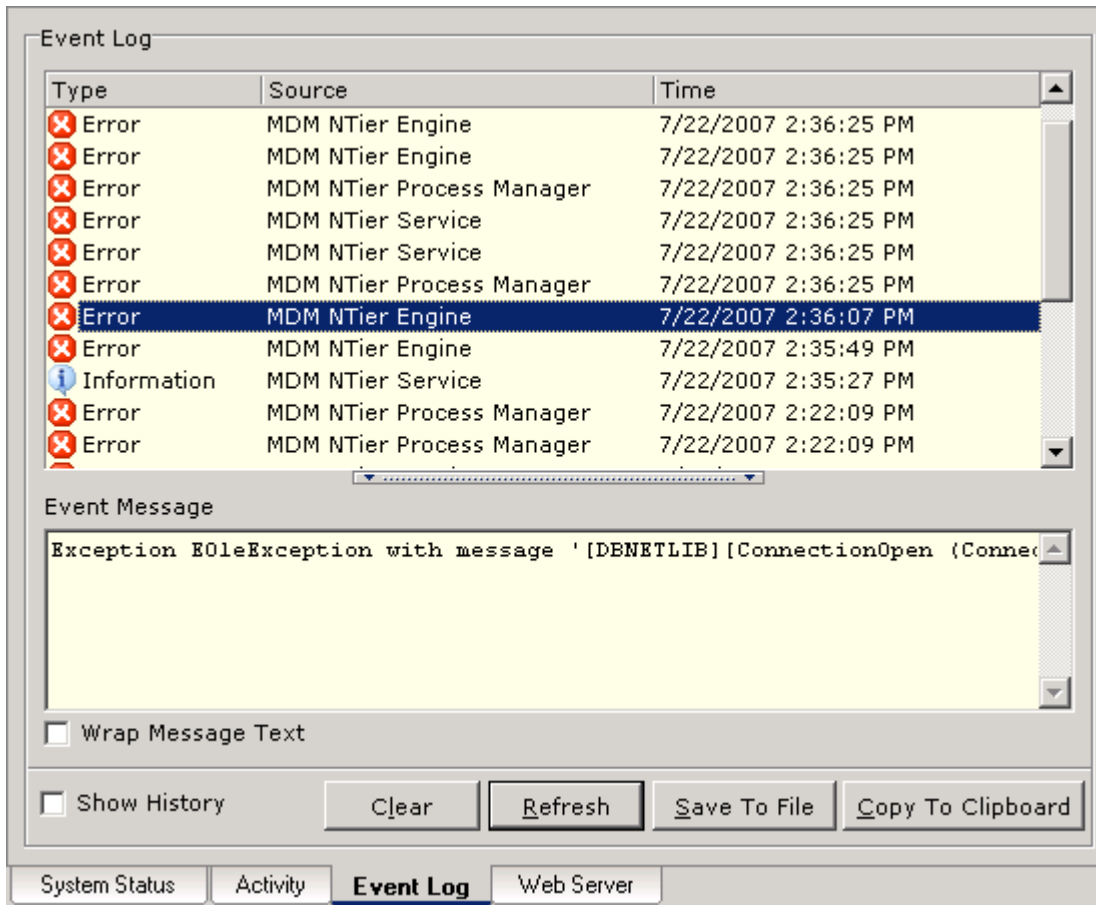 Event Log
Type Source Time
Error MDM NTier Engine 7/22/2007 2:36:25 PM
Error MDM NTier Engine 7/22/2007 2:36:25 PM
Error MDM NTier Process Manager 7/22/2007 2:36:25 PM
Error MDM NTier Service 7/22/2007 2:36:25 PM
Error MDM NTier Service 7/22/2007 2:36:25 PM
Error MDM NTier Process Manager 7/22/2007 2:36:25 PM
Error MDM NTier Engine 7/22/2007 2:36:07 PM
Error MDM NTier Engine 7/22/2007 2:35:49 PM
Information MDM NTier Service 7/22/2007 2:35:27 PM
Error MDM NTier Process Manager 7/22/2007 2:22:09 PM
Error MDM NTier Process Manager 7/22/2007 2:22:09 PM
Event Message
Exception EOleException with message '[DBNETLIB][ConnectionOpen (Connec
Wrap Message Text
Show History Clear Refresh Save To File Copy To Clipboard
System Status Activity Event Log Web Server